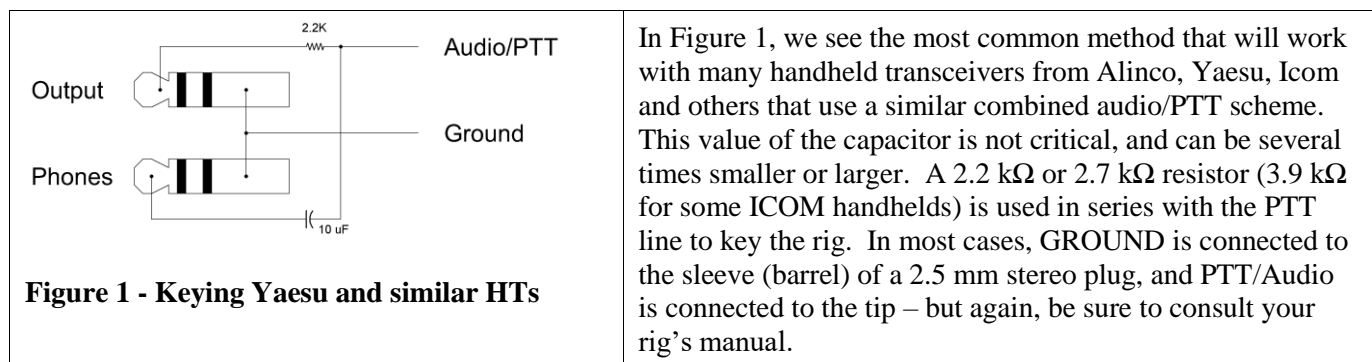 2.2K
Audio/PTT
Output
Ground
Phones
10 uF
Figure 1 - Keying Yaesu and similar HTs
In Figure 1, we see the most common method that will work
with many handheld transceivers from Alinco, Yaesu, Icom
and others that use a similar combined audio/PTT scheme.
This value of the capacitor is not critical, and can be several
times smaller or larger.  A 2.2 kΩ or 2.7 kΩ resistor (3.9 kΩ
for some ICOM handhelds) is used in series with the PTT
line to key the rig.  In most cases, GROUND is connected to
the sleeve (barrel) of a 2.5 mm stereo plug, and PTT/Audio
is connected to the tip – but again, be sure to consult your
rig’s manual.